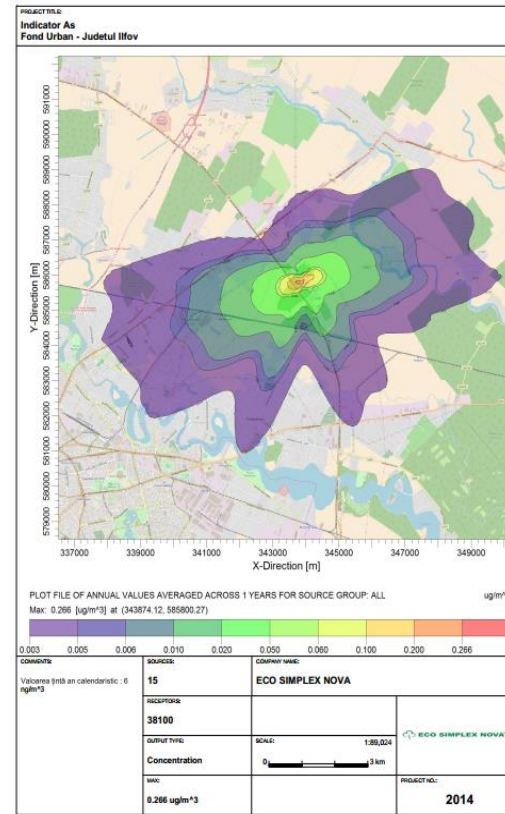 PROJECT TITLE:
Indicator As
Fond Urban - Judetul Ilfov
Y-Direction [m]
591000
590000
589000
588000
587000
586000
585000
584000
583000
582000
581000
580000
579000
337000 339000 341000 343000 345000 347000 349000
X-Direction [m]
PLOT FILE OF ANNUAL VALUES AVERAGED ACROSS 1 YEARS FOR SOURCE GROUP: ALL
ug/m^3
Max: 0.266 [ug/m^3] at (343874.12, 585800.27)
0.003 0.005 0.006 0.010 0.020 0.050 0.060 0.100 0.200 0.266
COMMENTS:
Valoarea țintă an calendaristic : 6
ng/m^3
SOURCES:
15
COMPANY NAME:
ECO SIMPLEX NOVA
RECEPTORS:
38100
OUTPUT TYPE:
Concentration
SCALE:
1:89,024
0 3 km
MAX:
0.266 ug/m^3
ECO SIMPLEX NOVA
PROJECT NO.:
2014